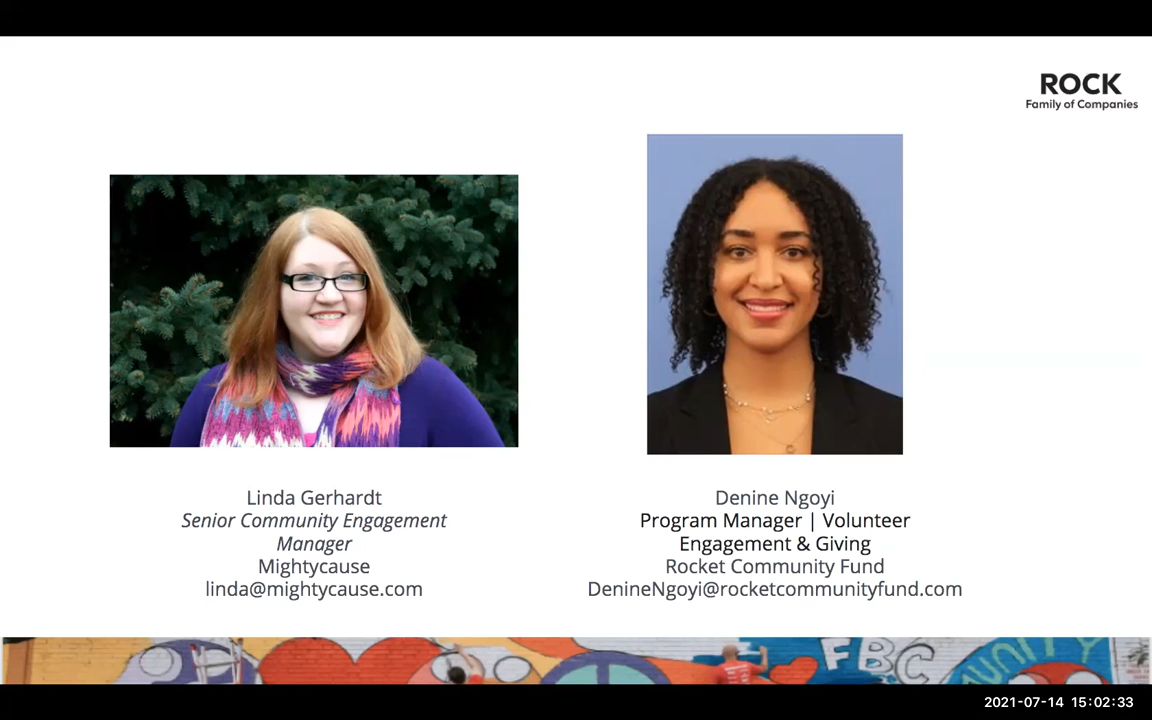 ROCK
Family of Companies
Linda Gerhardt
Senior Community Engagement
Manager
Mightycause
linda@mightycause.com
Denine Ngoyi
Program Manager | Volunteer
Engagement & Giving
Rocket Community Fund
DenineNgoyi@rocketcommunityfund.com
FBC
UNITY
2021-07-14 15:02:33